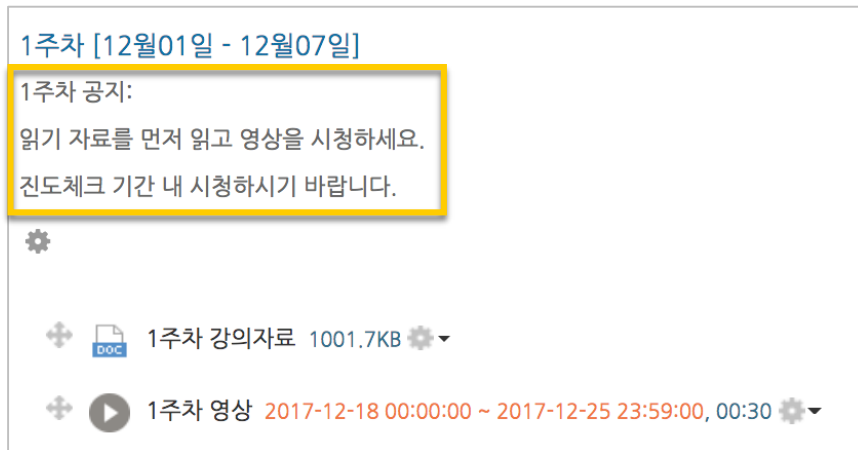 1주차 [12월01일 - 12월07일]
1주차 공지:
읽기 자료를 먼저 읽고 영상을 시청하세요.
진도체크 기간 내 시청하시기 바랍니다.
DOC
1주차 강의자료 1001.7KB
1주차 영상 2017-12-18 00:00:00 ~ 2017-12-25 23:59:00, 00:30